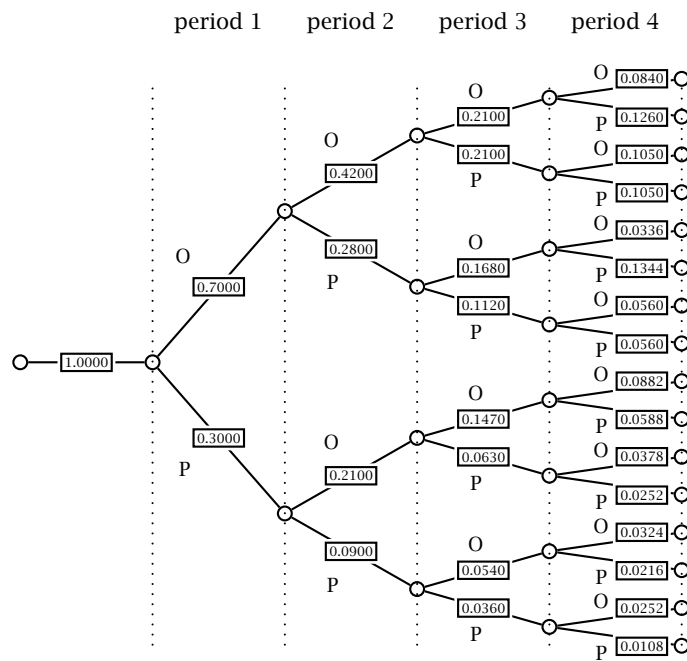 period 1 period 2 period 3 period 4
O 0.0840
O
0.2100 P 0.1260
O 0.1050
O
0.4200 0.2100
P P 0.1050
O 0.0336
O
0.2800 0.1680 P 0.1344
P
O 0.0560
O 0.1120
0.7000 P P 0.0560
1.0000
O 0.0882
O
0.1470 P 0.0588
0.3000 O 0.0378
P O 0.0630
0.2100 P P 0.0252
O 0.0324
O
0.0900 0.0540 P 0.0216
P
O 0.0252
0.0360
P P 0.0108